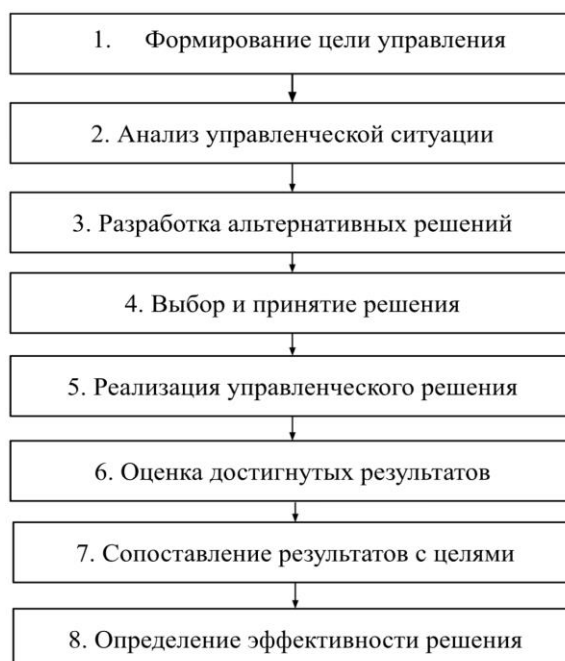 1. Формирование цели управления
2. Анализ управленческой ситуации
3. Разработка альтернативных решений
4. Выбор и принятие решения
5. Реализация управленческого решения
6. Оценка достигнутых результатов
7. Сопоставление результатов с целями
8. Определение эффективности решения